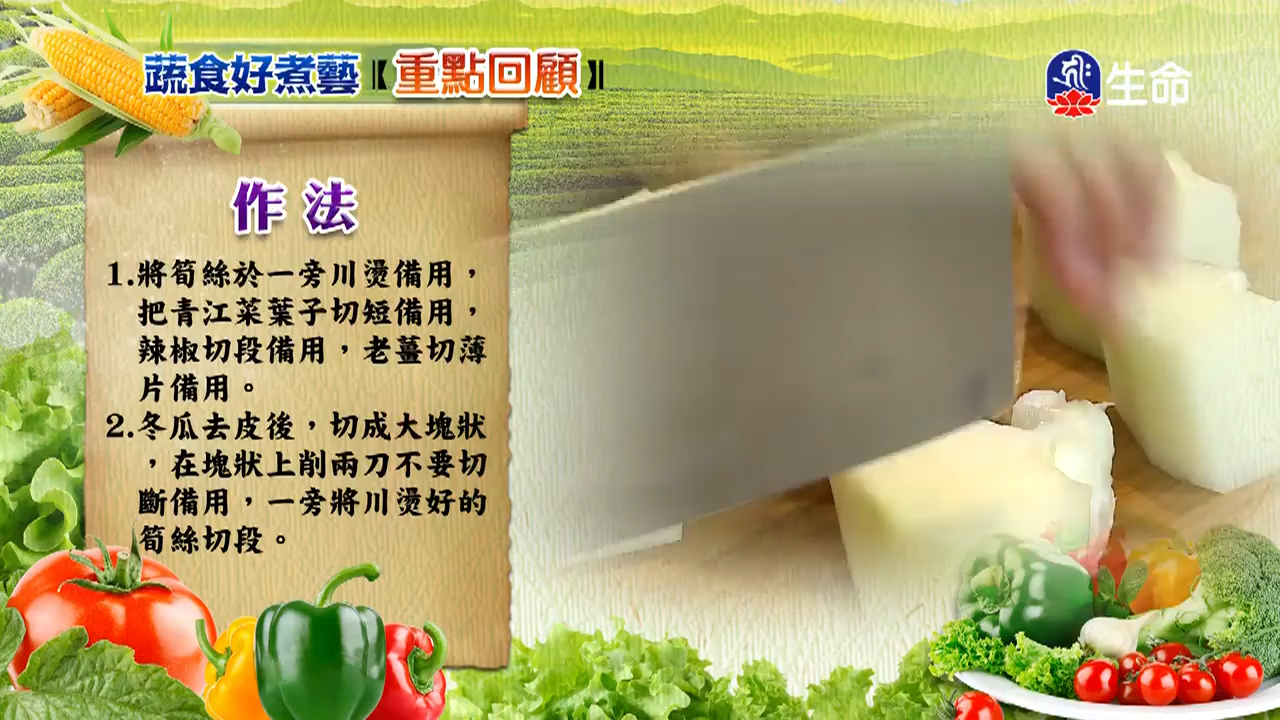 蔬食好煮藝【重點回顧】
生命
作法
1.將筍絲於一旁川燙備用，
把青江菜葉子切短備用，
辣椒切段備用，老薑切薄
片備用。
2.冬瓜去皮後，切成大塊狀
，在塊狀上削兩刀不要切
斷備用，一旁將川燙好的
筍絲切段。